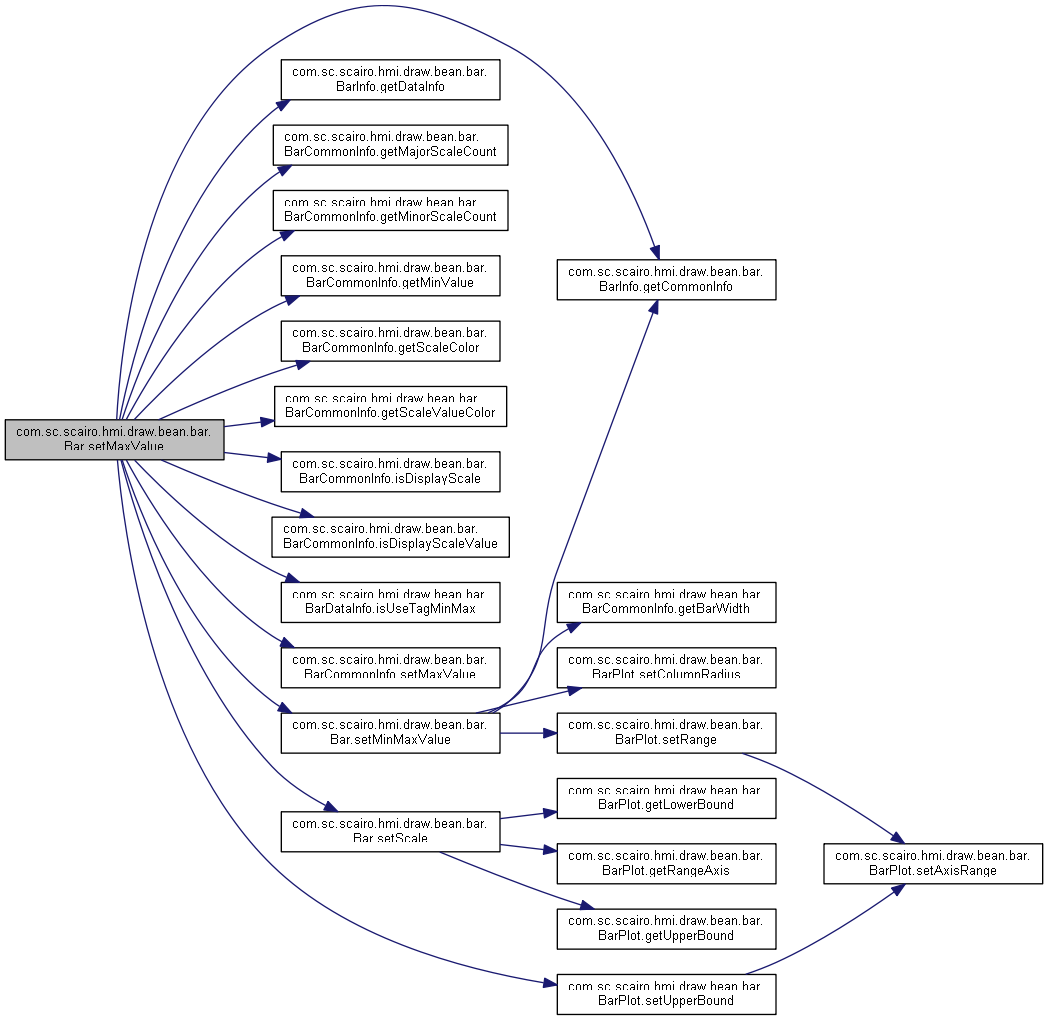 com.sc.scairo.hmi.draw.bean.bar.
BarInfo.getDataInfo
com.sc.scairo.hmi.draw.bean.bar.
BarCommonInfo.getMajorScaleCount
com.sc.scairo.hmi.draw.bean.bar.
BarCommonInfo.getMinorScaleCount
com.sc.scairo.hmi.draw.bean.bar.
BarCommonInfo.getMinValue
com.sc.scairo.hmi.draw.bean.bar.
BarInfo.getCommonInfo
com.sc.scairo.hmi.draw.bean.bar.
BarCommonInfo.getScaleColor
com.sc.scairo.hmi.draw.bean.bar.
BarCommonInfo.getScaleValueColor
com.sc.scairo.hmi.draw.bean.bar.
Bar.setMaxValue
com.sc.scairo.hmi.draw.bean.bar.
BarCommonInfo.isDisplayScale
com.sc.scairo.hmi.draw.bean.bar.
BarCommonInfo.isDisplayScaleValue
com.sc.scairo.hmi.draw.bean.bar.
BarDataInfo.isUseTagMinMax
com.sc.scairo.hmi.draw.bean.bar.
BarCommonInfo.getBarWidth
com.sc.scairo.hmi.draw.bean.bar.
BarCommonInfo.setMaxValue
com.sc.scairo.hmi.draw.bean.bar.
BarPlot.setColumnRadius
com.sc.scairo.hmi.draw.bean.bar.
Bar.setMinMaxValue
com.sc.scairo.hmi.draw.bean.bar.
BarPlot.setRange
com.sc.scairo.hmi.draw.bean.bar.
BarPlot.getLowerBound
com.sc.scairo.hmi.draw.bean.bar.
Bar.setScale
com.sc.scairo.hmi.draw.bean.bar.
BarPlot.getRangeAxis
com.sc.scairo.hmi.draw.bean.bar.
BarPlot.setAxisRange
com.sc.scairo.hmi.draw.bean.bar.
BarPlot.getUpperBound
com.sc.scairo.hmi.draw.bean.bar.
BarPlot.setUpperBound